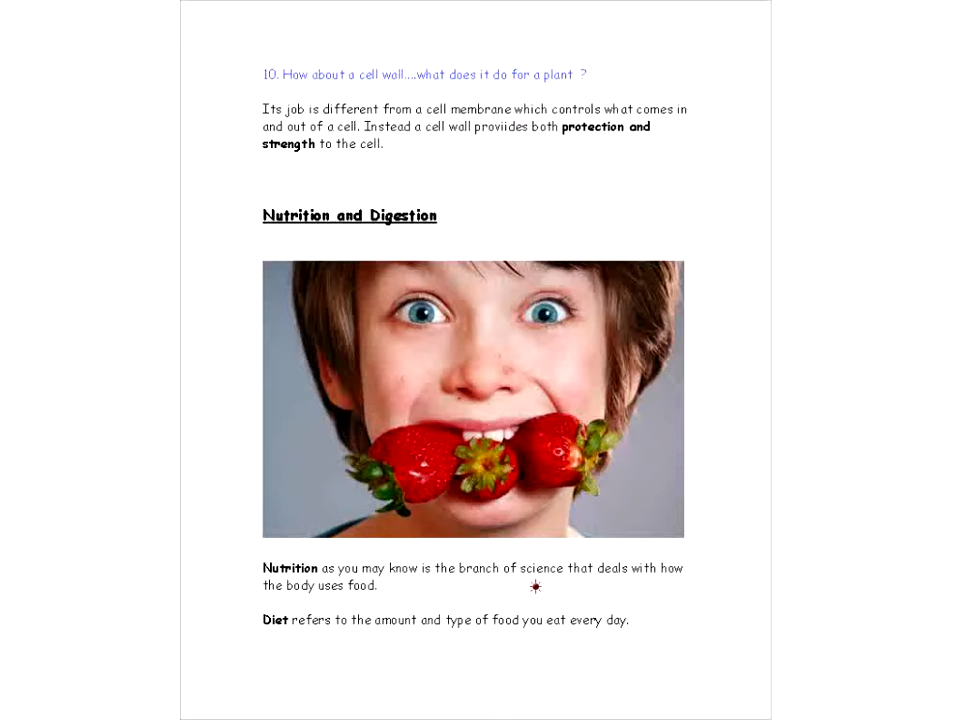 10. How about a cell wall....what does it do for a plant ?
Its job is different from a cell membrane which controls what comes in
and out of a cell. Instead a cell wall proviides both protection and
strength to the cell.
Nutrition and Digestion
Nutrition as you may know is the branch of science that deals with how
the body uses food.
Diet refers to the amount and type of food you eat every day.